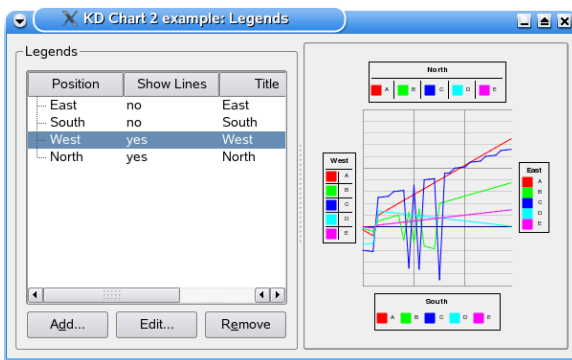 KD Chart 2 example: Legends
Legends
Position Show Lines Title
East no East
South no South
West yes West
North yes North
Add... Edit... Remove
North
A B C D E
West
A
B
C
D
E
East
A
B
C
D
E
South
A B C D E